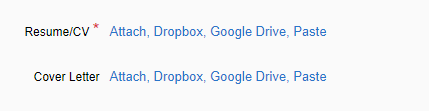 Resume/CV * Attach, Dropbox, Google Drive, Paste
Cover Letter Attach, Dropbox, Google Drive, Paste